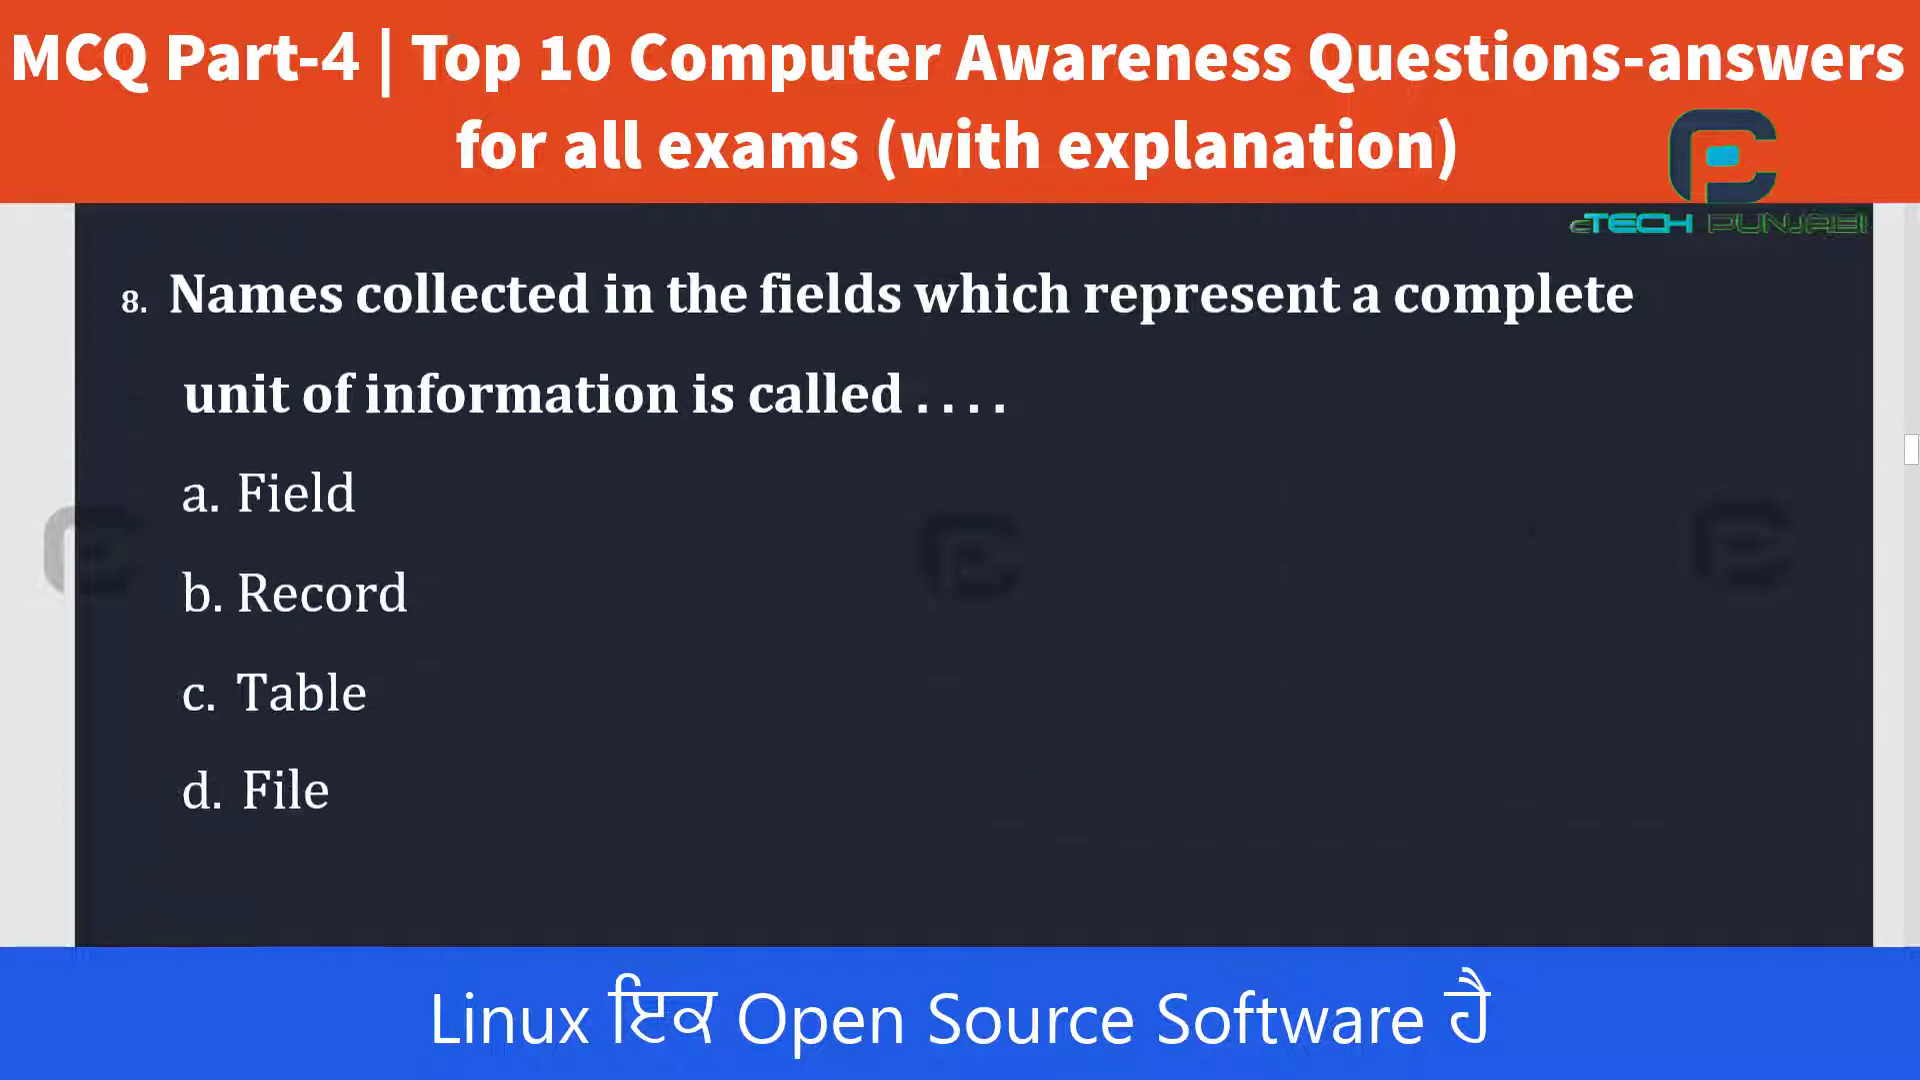 MCQ Part-4 | Top 10 Computer Awareness Questions-answers
for all exams (with explanation)
eTECH PUNJABI
8. Names collected in the fields which represent a complete
unit of information is called . . . .
a. Field
b. Record
c. Table
d. File
Linux ਇਕ Open Source Software ਹੈ